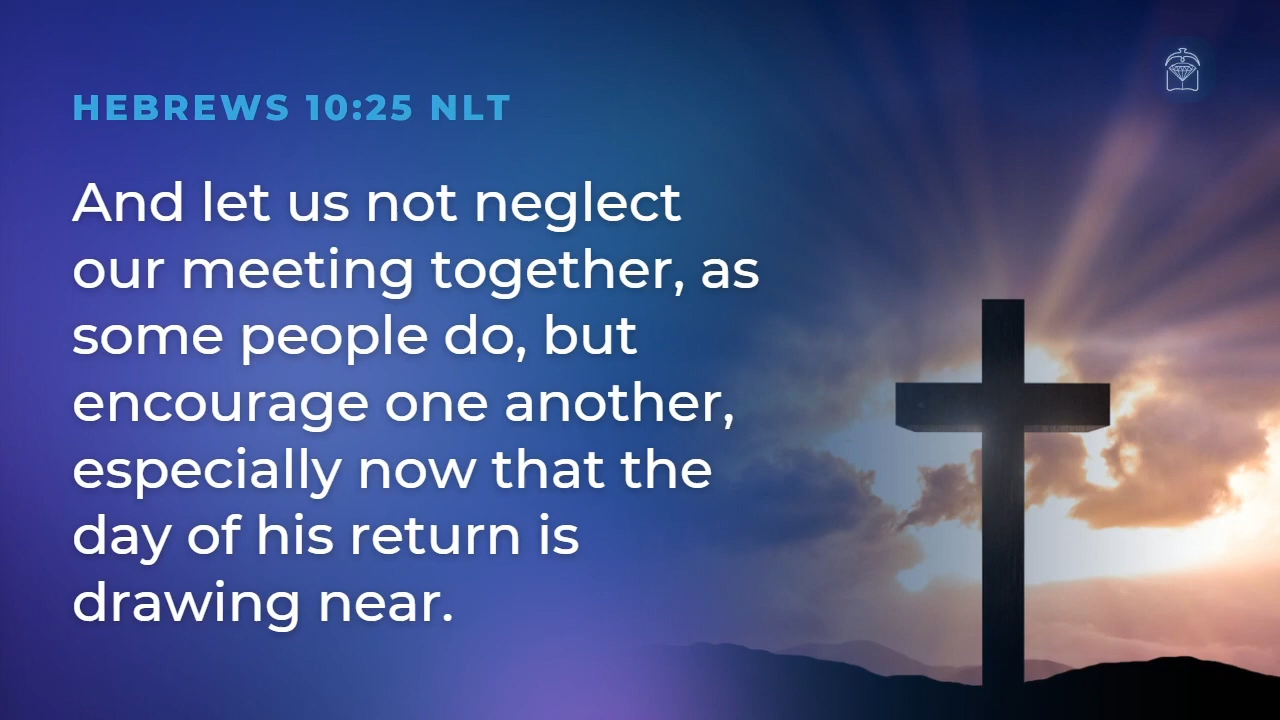 HEBREWS 10:25 NLT
And let us not neglect
our meeting together, as
some people do, but
encourage one another,
especially now that the
day of his return is
drawing near.